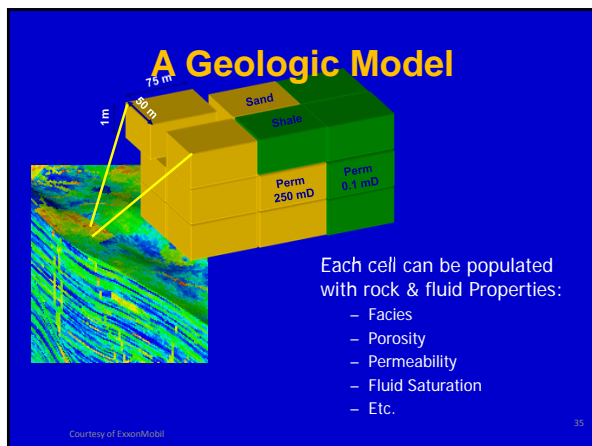 A Geologic Model
75 m
50 m
1m
Sand
Shale
Perm
250 mD
Perm
0.1 mD
Each cell can be populated
with rock & fluid Properties:
– Facies
– Porosity
– Permeability
– Fluid Saturation
– Etc.
Courtesy of ExxonMobil
35